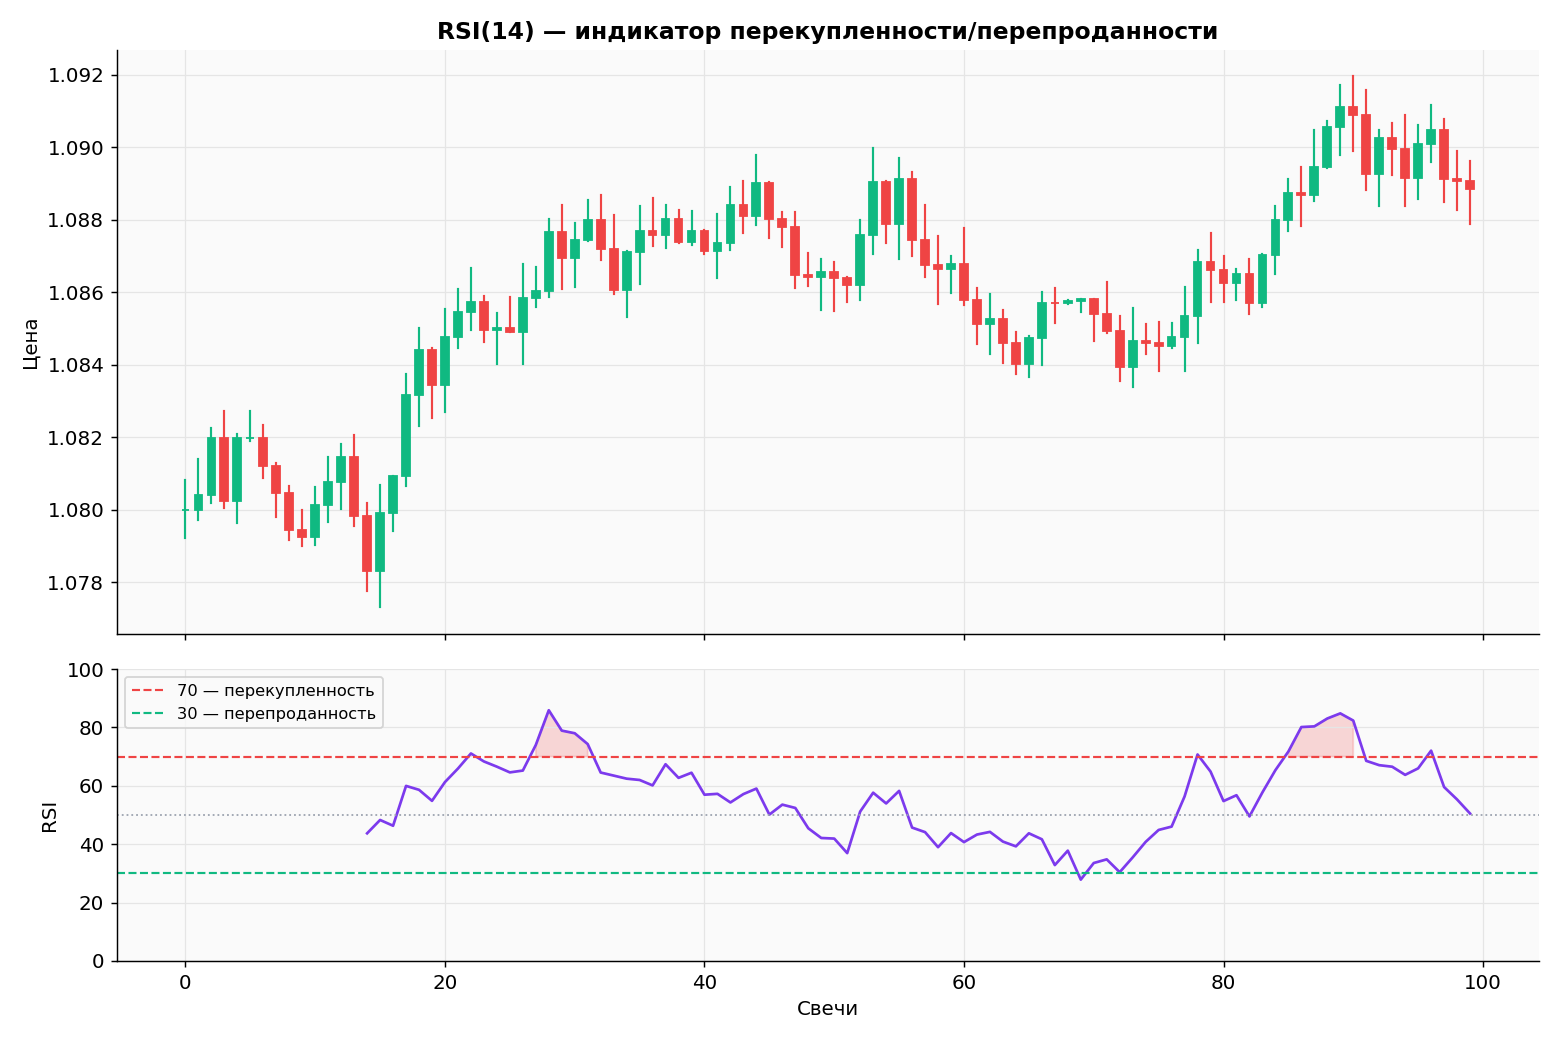 RSI(14) — индикатор перекупленности/перепроданности
Цена
1.092
1.090
1.088
1.086
1.084
1.082
1.080
1.078
RSI
100
80
60
40
20
0
70 — перекупленность
30 — перепроданность
0 20 40 60 80 100
Свечи